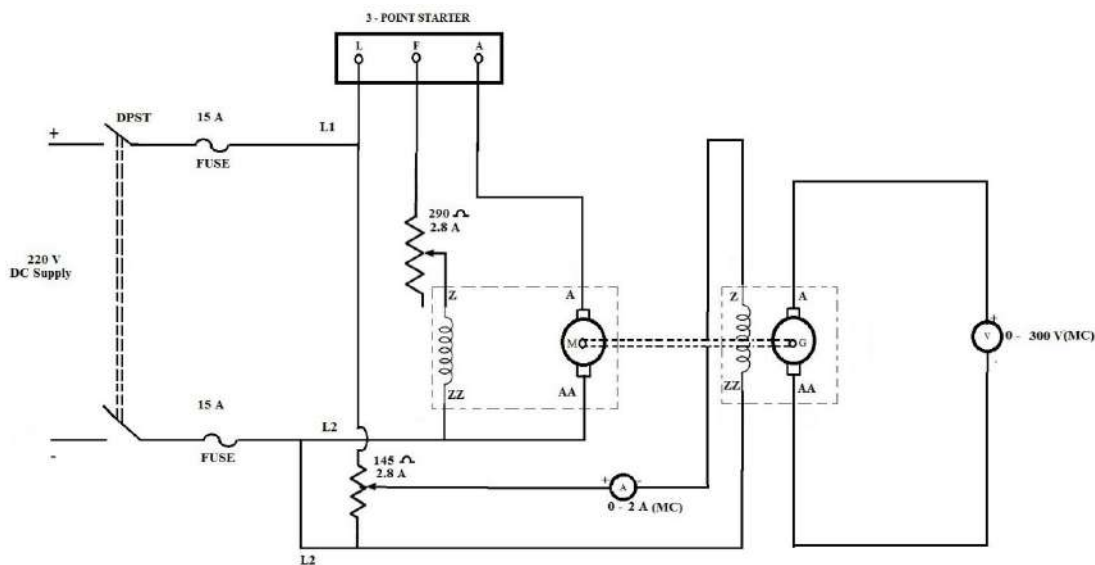 3 - POINT STARTER
L F A
DPST
15 A
L1
+
FUSE
290 Ω
2.8 A
220 V
DC Supply
Z
A
Z
A
M
G
+
V
0 - 300 V(MC)
-
ZZ
AA
ZZ
AA
15 A
L2
-
FUSE
145 Ω
2.8 A
+
A
-
0 - 2 A (MC)
L2